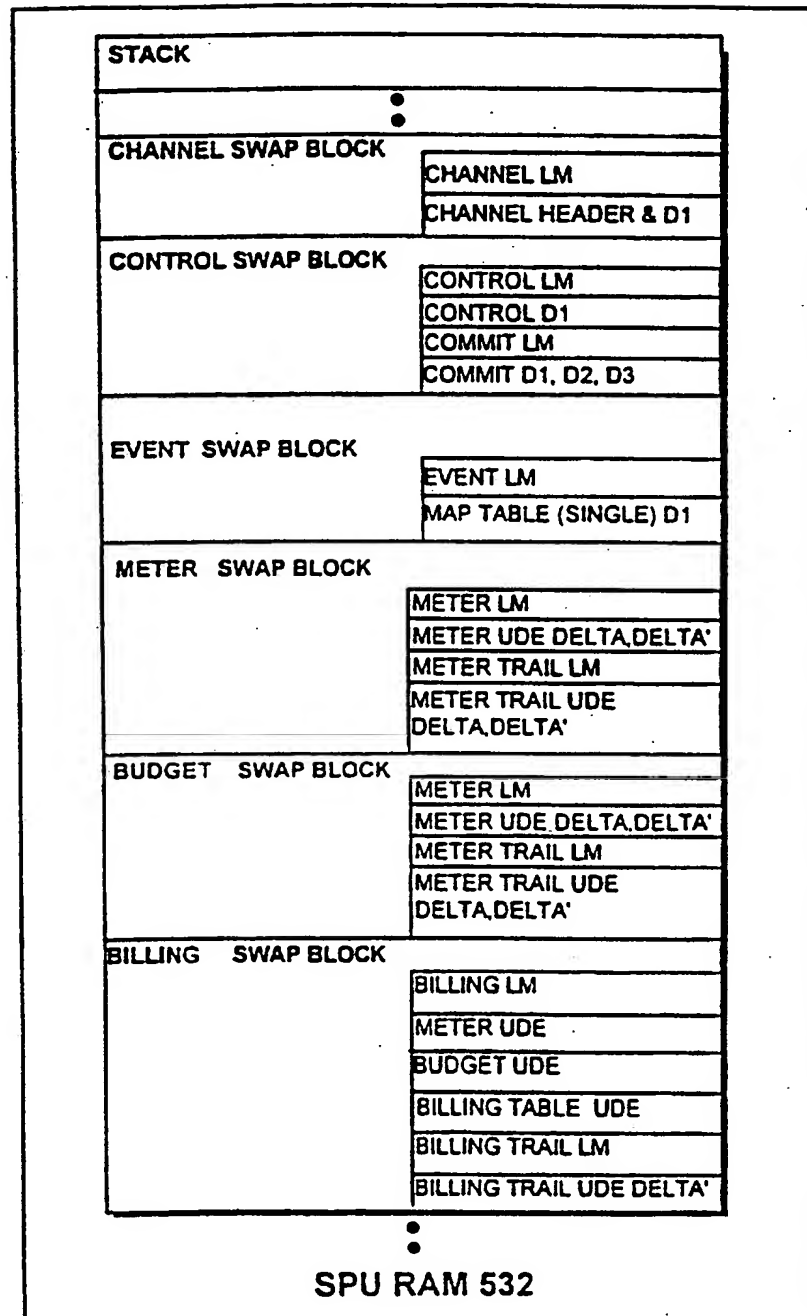 STACK
CHANNEL SWAP BLOCK
CHANNEL LM
CHANNEL HEADER & D1
CONTROL SWAP BLOCK
CONTROL LM
CONTROL D1
COMMIT LM
COMMIT D1, D2, D3
EVENT SWAP BLOCK
EVENT LM
MAP TABLE (SINGLE) D1
METER SWAP BLOCK
METER LM
METER UDE DELTA,DELTA'
METER TRAIL LM
METER TRAIL UDE
DELTA,DELTA'
BUDGET SWAP BLOCK
METER LM
METER UDE DELTA,DELTA'
METER TRAIL LM
METER TRAIL UDE
DELTA,DELTA'
BILLING SWAP BLOCK
BILLING LM
METER UDE
BUDGET UDE
BILLING TABLE UDE
BILLING TRAIL LM
BILLING TRAIL UDE DELTA'
SPU RAM 532